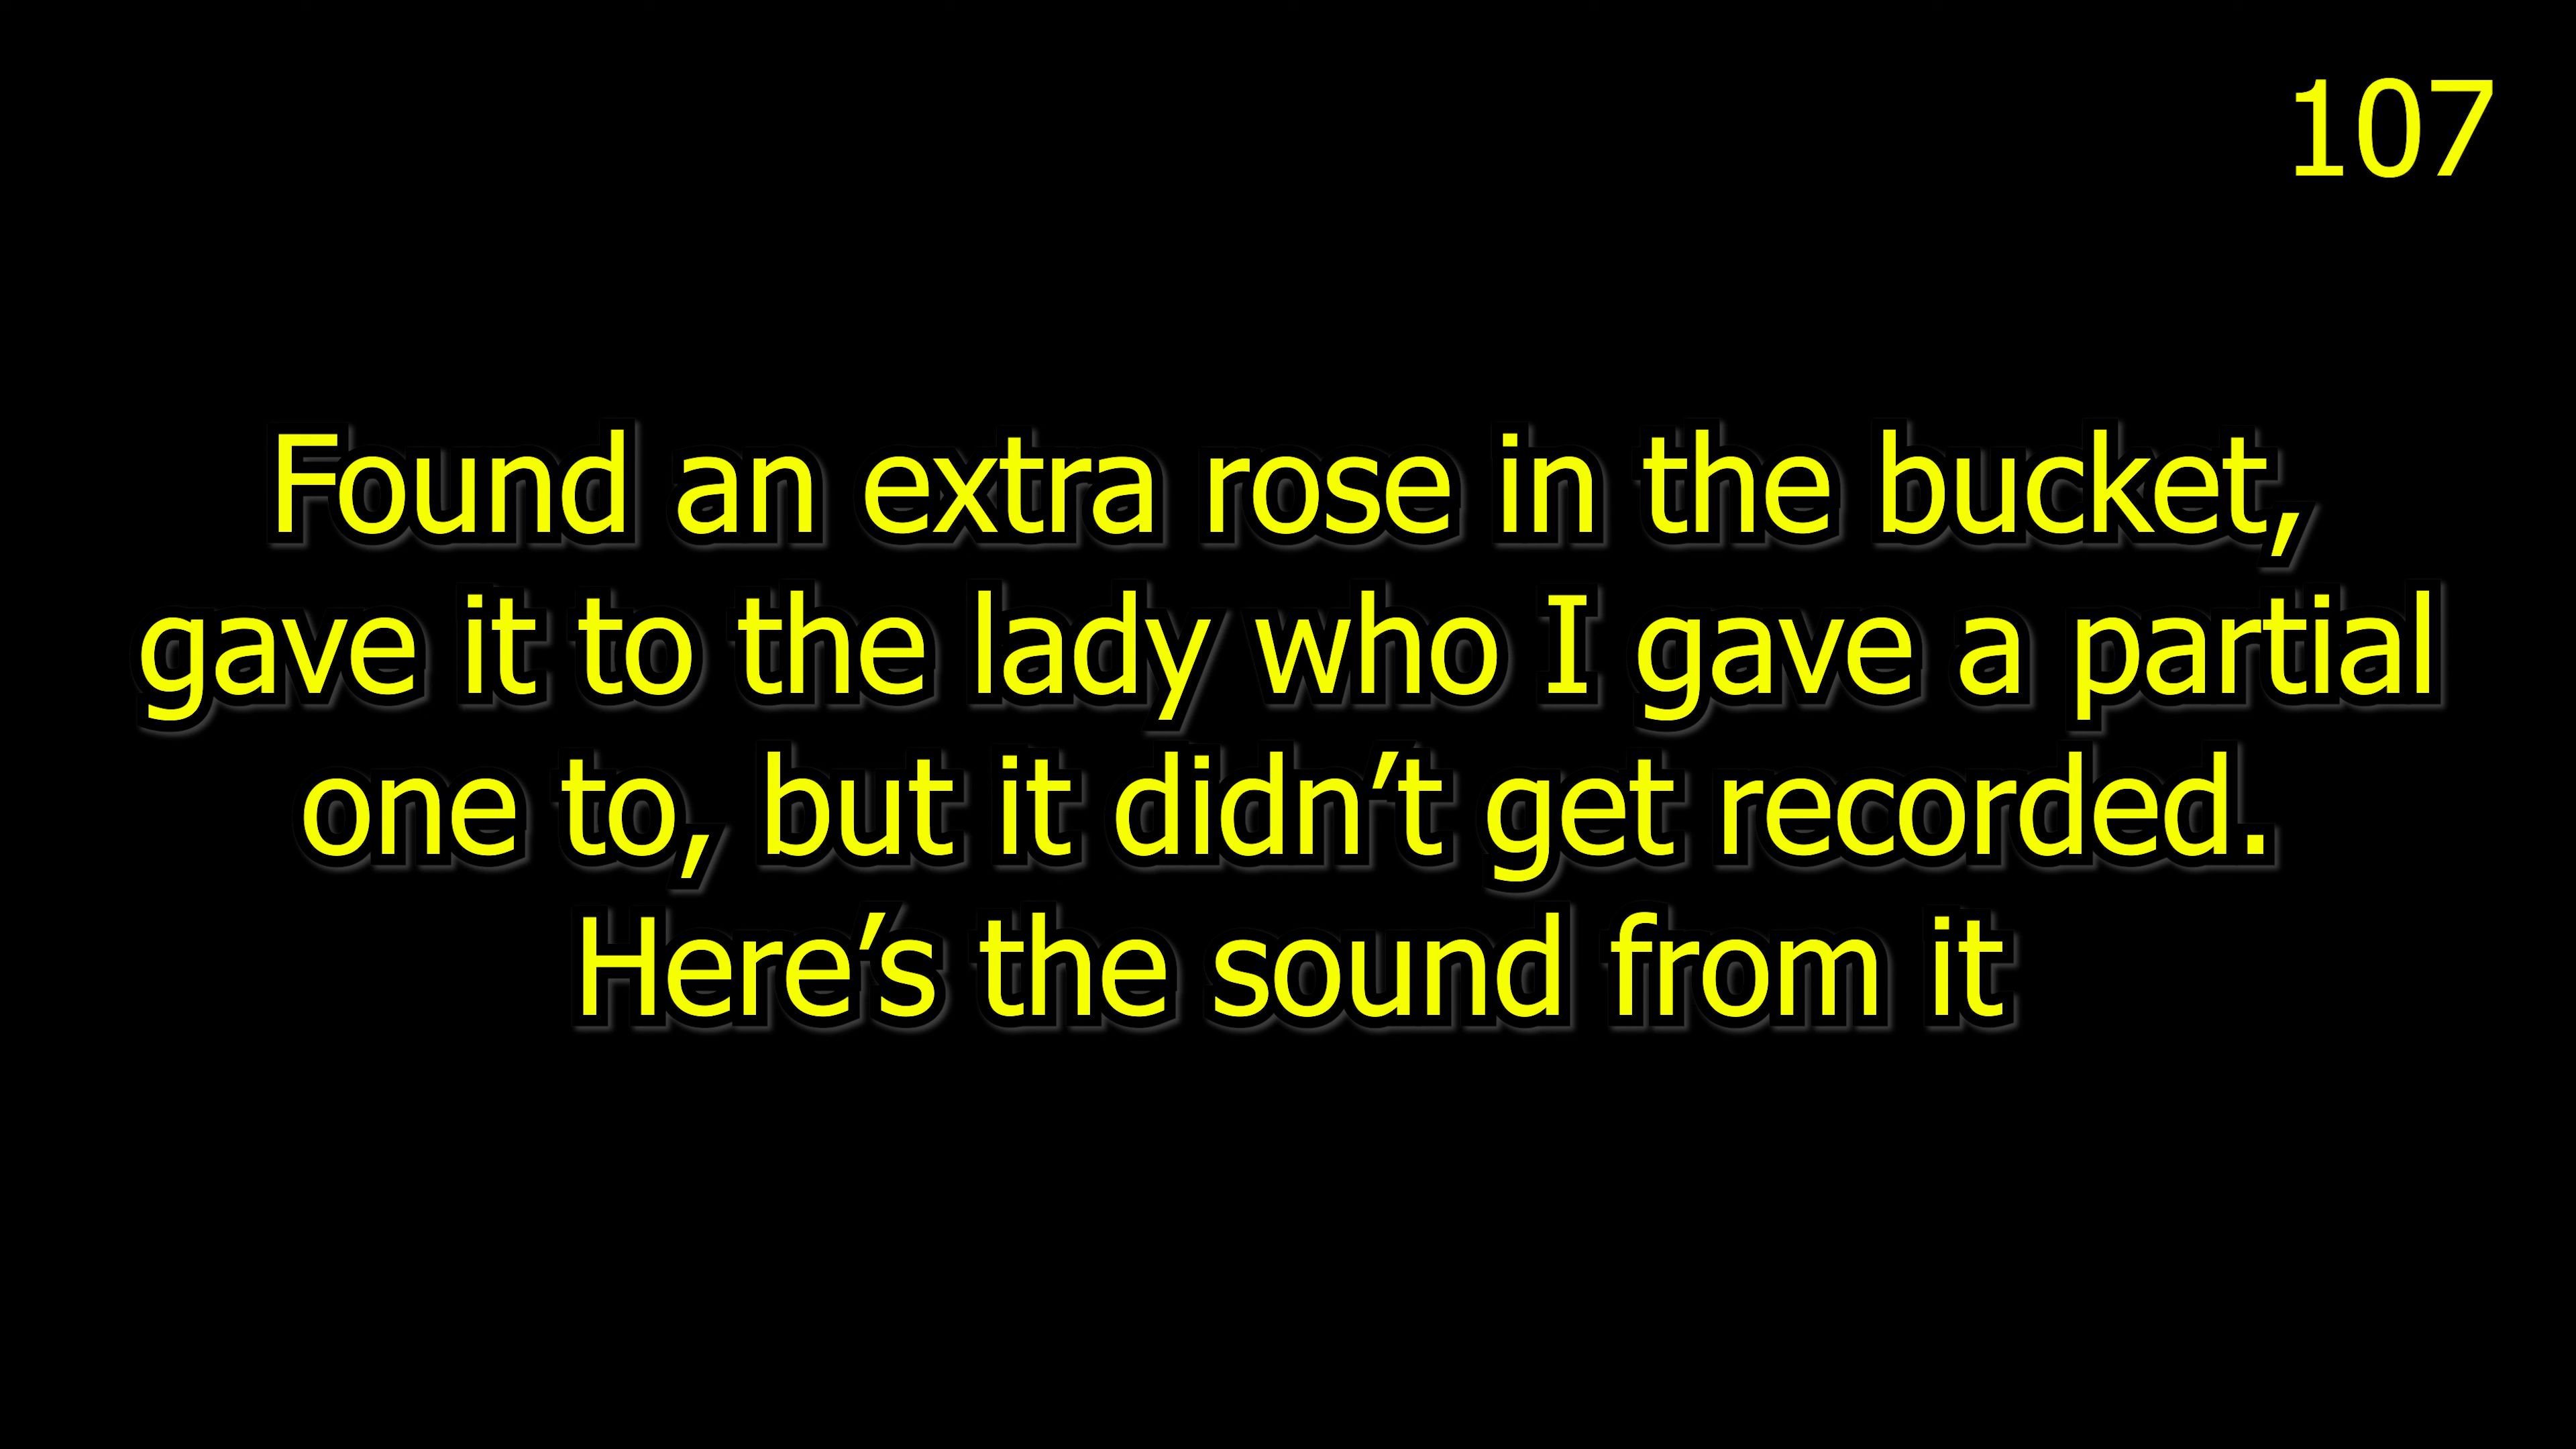 107
Found an extra rose in the bucket,
gave it to the lady who I gave a partial
one to, but it didn’t get recorded.
Here’s the sound from it